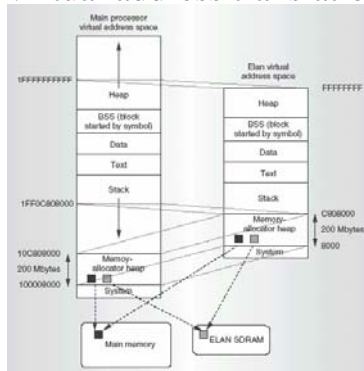 Main processor
virtual address space
Elan virtual
address space
1FFFFFFFFFF
FFFFFFFF
Heap
Heap
BSS (block
started by symbol)
BSS (block
started by symbol)
Data
Data
Text
Text
Stack
Stack
1FF0C808000
C808000
Memory-
allocator heap
200 Mbytes
8000
System
10C808000
Memory-
allocator heap
200 Mbytes
100008000
System
Main memory
ELAN SDRAM